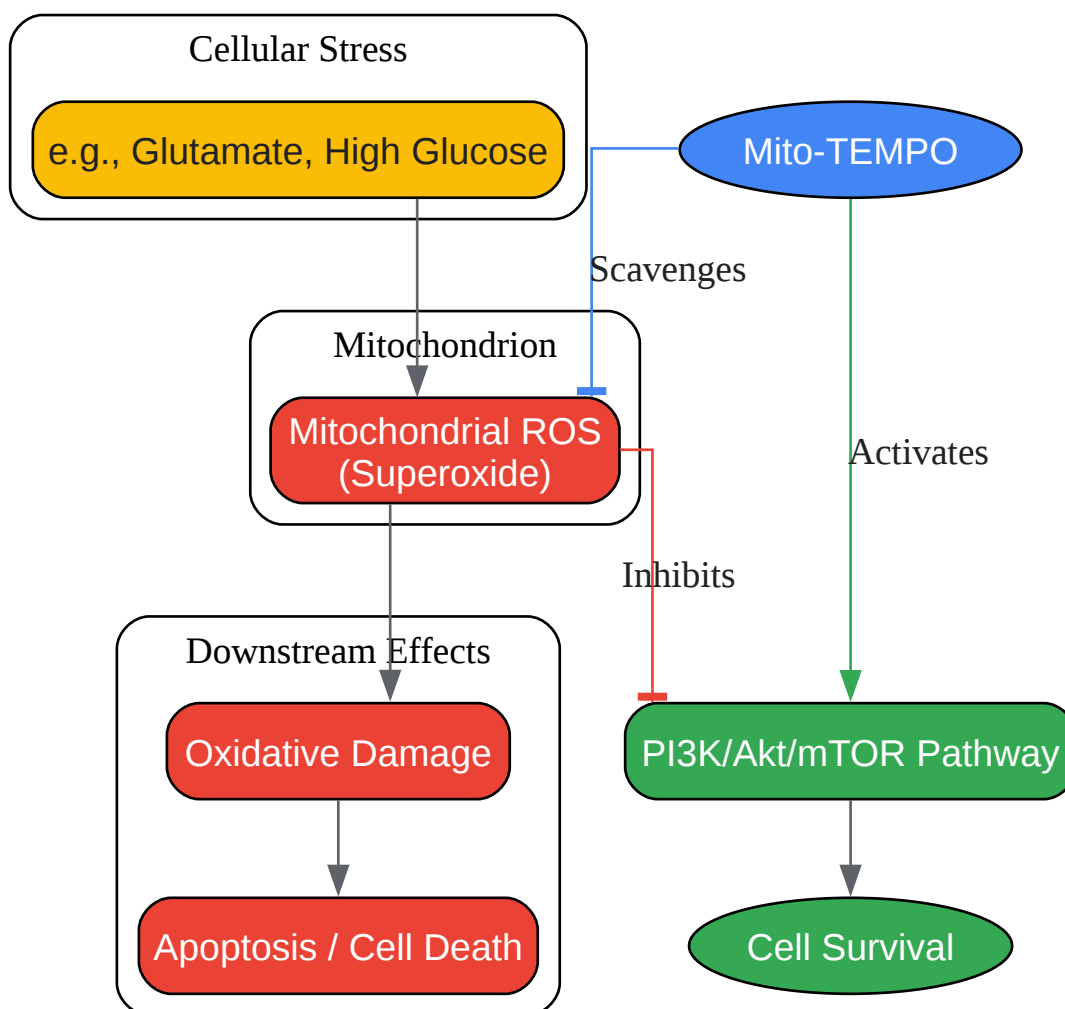 Cellular Stress
e.g., Glutamate, High Glucose
Mito-TEMPO
Scavenges
Mitochondrion
Mitochondrial ROS
(Superoxide)
Activates
Inhibits
Downstream Effects
Oxidative Damage
PI3K/Akt/mTOR Pathway
Apoptosis / Cell Death
Cell Survival